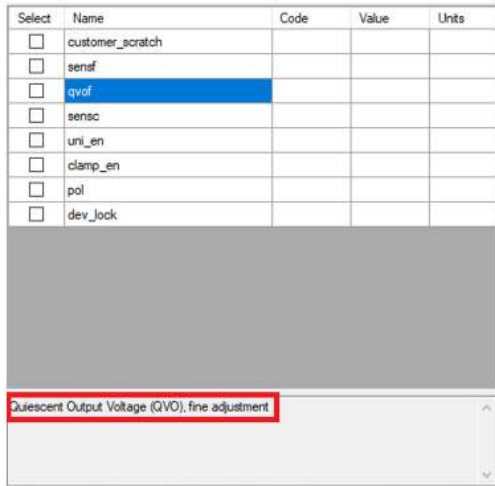 Select Name Code Value Units
customer_scratch
sensf
qvof
sensc
uni_en
clamp_en
pol
dev_lock
Quiescent Output Voltage (QVO), fine adjustment